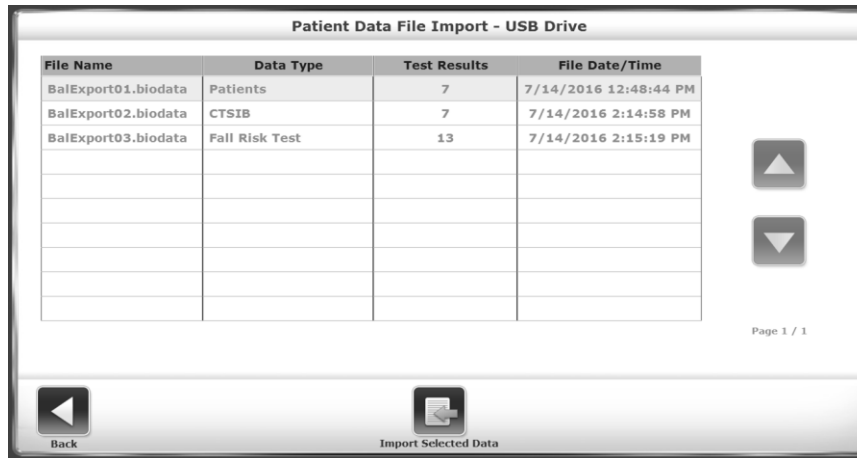 Patient Data File Import - USB Drive
File Name Data Type Test Results File Date/Time
BalExport01.biodata Patients 7 7/14/2016 12:48:44 PM
BalExport02.biodata CTSIB 7 7/14/2016 2:14:58 PM
BalExport03.biodata Fall Risk Test 13 7/14/2016 2:15:19 PM
Page 1 / 1
Back Import Selected Data